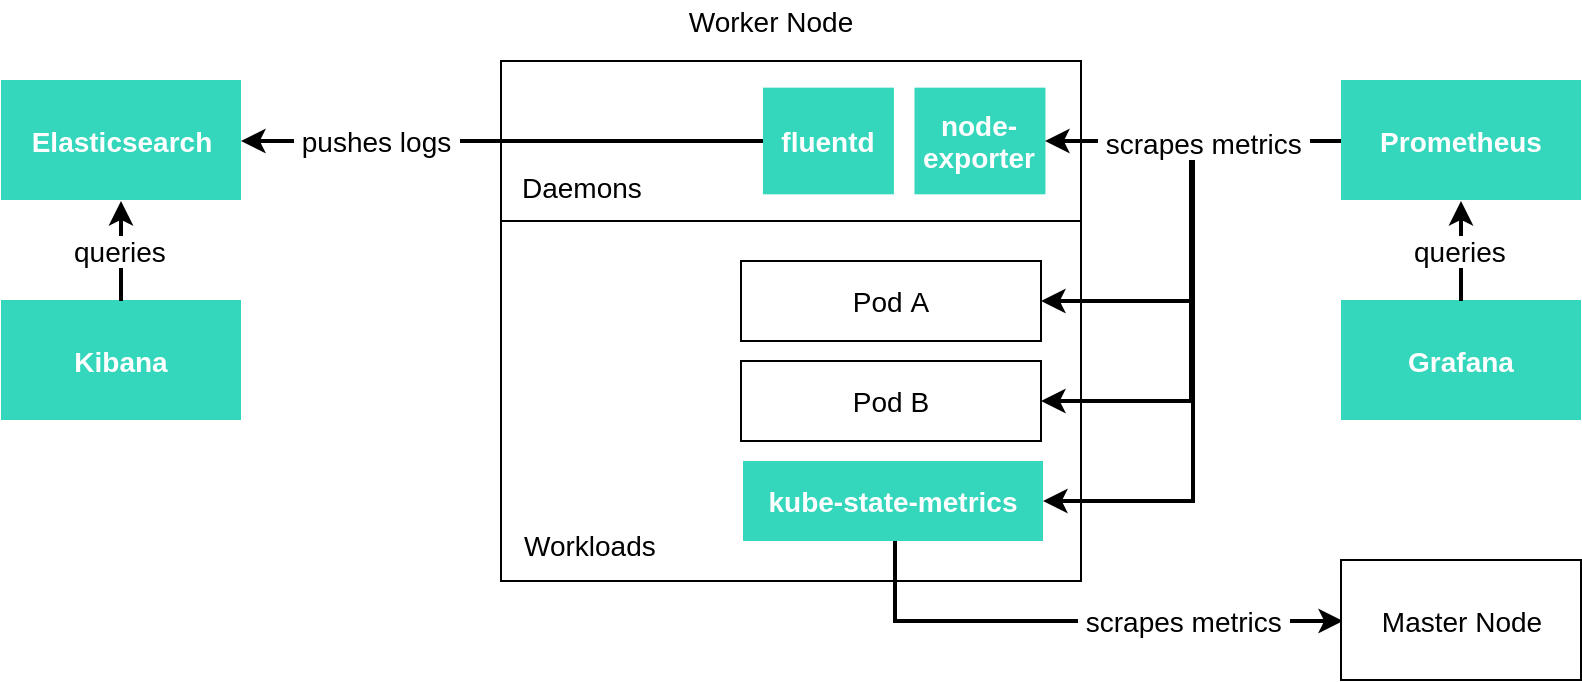 Worker Node
Elasticsearch
pushes logs
fluentd
node-
exporter
scrapes metrics
Prometheus
Daemons
queries
queries
Pod A
Kibana
Grafana
Pod B
kube-state-metrics
Workloads
scrapes metrics
Master Node